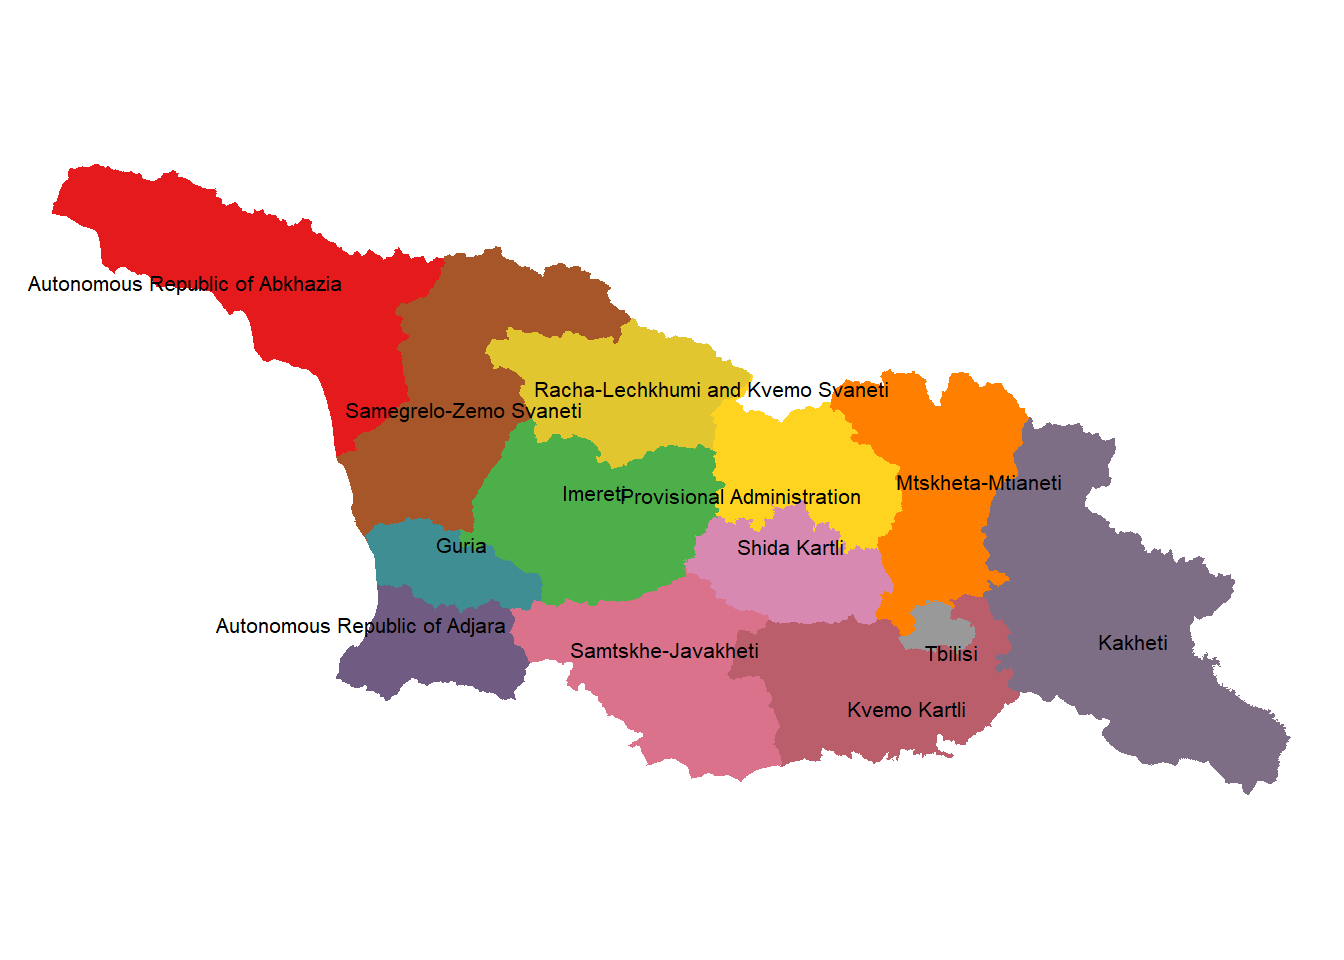 Autonomous Republic of Abkhazia
Racha-Lechkhumi and Kvemo Svaneti
Samegrelo-Zemo Svaneti
Mtskheta-Mtianeti
Imereti
Provisional Administration
Guria
Shida Kartli
Autonomous Republic of Adjara
Kakheti
Samtskhe-Javakheti
Tbilisi
Kvemo Kartli